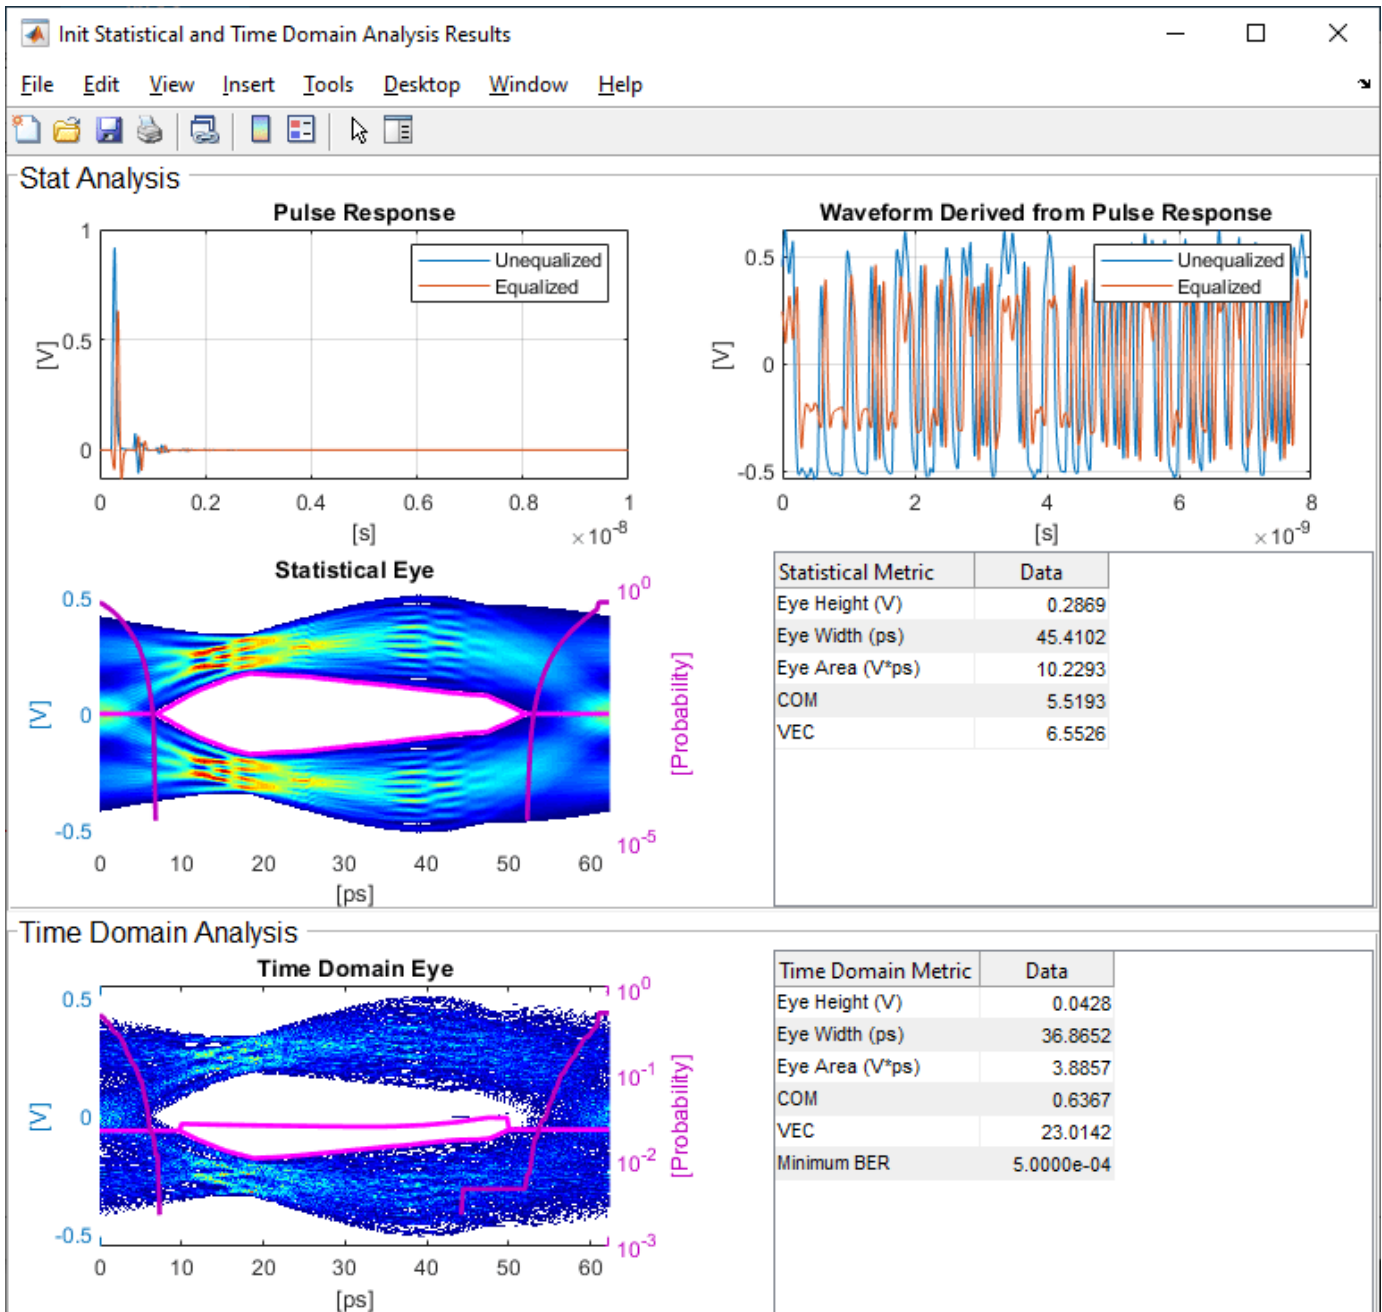 Init Statistical and Time Domain Analysis Results
File Edit View Insert Tools Desktop Window Help
Stat Analysis
Pulse Response
1
0.5
0
[V]
Unequalized
Equalized
0 0.2 0.4 0.6 0.8 1
[s]
×10-8
Waveform Derived from Pulse Response
0.5
0
-0.5
[V]
Unequalized
Equalized
0 2 4 6 8
[s]
×10-9
Statistical Eye
0.5
0
-0.5
[V]
100
10-5
[Probability]
0 10 20 30 40 50 60
[ps]
Statistical Metric Data
Eye Height (V) 0.2869
Eye Width (ps) 45.4102
Eye Area (V*ps) 10.2293
COM 5.5193
VEC 6.5526
Time Domain Analysis
Time Domain Eye
0.5
0
-0.5
[V]
100
10-1
10-2
10-3
[Probability]
0 10 20 30 40 50 60
[ps]
Time Domain Metric Data
Eye Height (V) 0.0428
Eye Width (ps) 36.8652
Eye Area (V*ps) 3.8857
COM 0.6367
VEC 23.0142
Minimum BER 5.0000e-04